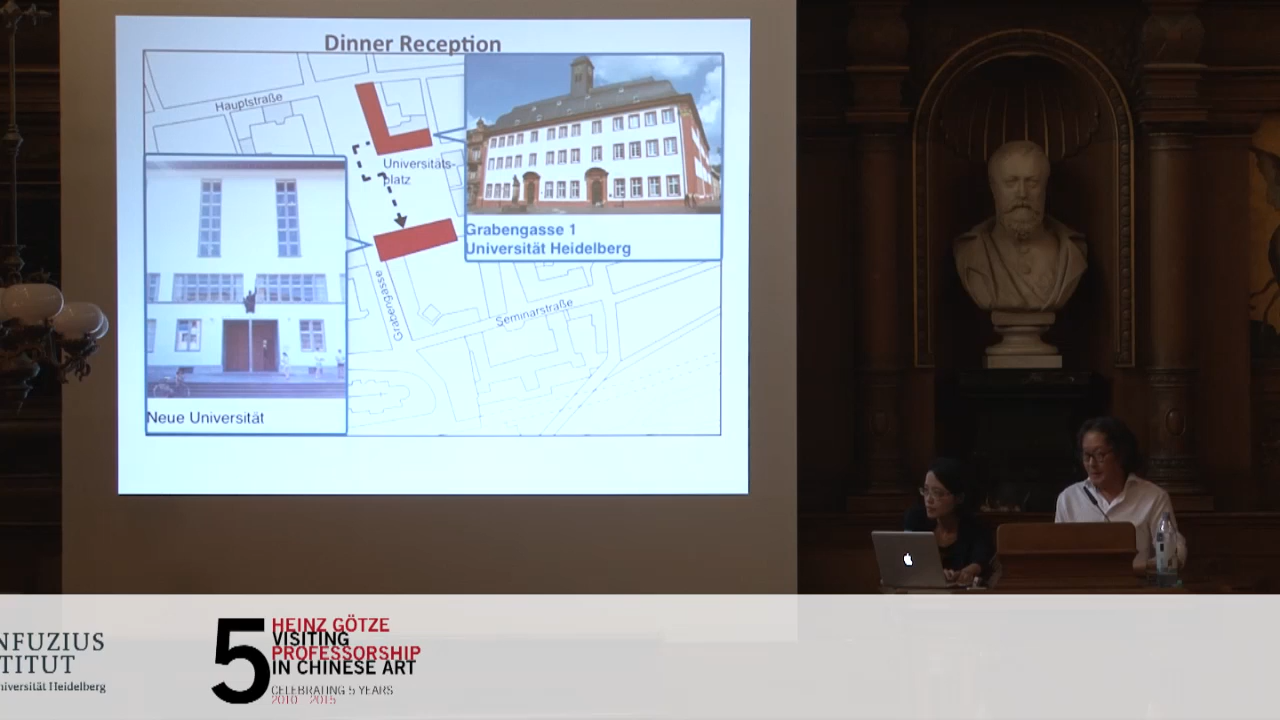 Dinner Reception
Hauptstraße
Universitäts-
platz
Grabengasse 1
Universität Heidelberg
Grabengasse
Seminarstraße
Neue Universität
NFUZIUS
TITUT
niversität Heidelberg
5
HEINZ GÖTZE
VISITING
PROFESSORSHIP
IN CHINESE ART
CELEBRATING 5 YEARS
2010 2015